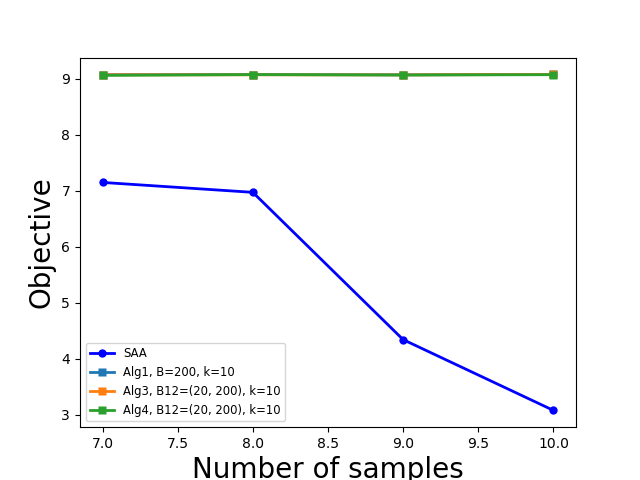 9
8
7
6
5
4
3
Objective
SAA
Alg1, B=200, k=10
Alg3, B12=(20, 200), k=10
Alg4, B12=(20, 200), k=10
7.0 7.5 8.0 8.5 9.0 9.5 10.0
Number of samples